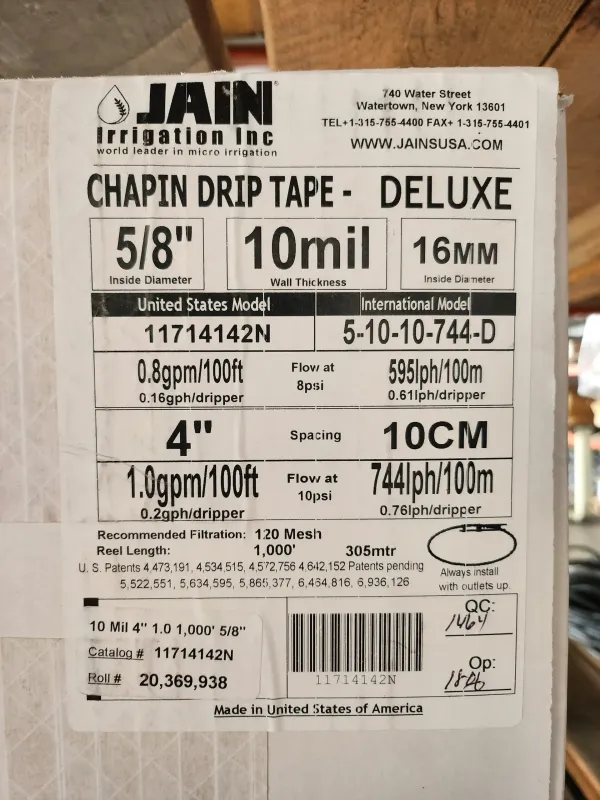 JAIN®
Irrigation Inc
world leader in micro irrigation
740 Water Street
Watertown, New York 13601
TEL+1-315-755-4400 FAX+ 1-315-755-4401
WWW.JAINSUSA.COM
CHAPIN DRIP TAPE - DELUXE
5/8" 10mil 16MM
Inside Diameter Wall Thickness Inside Diameter
United States Model International Model
11714142N 5-10-10-744-D
0.8gpm/100ft Flow at 8psi 595lph/100m
0.16gph/dripper 0.61lph/dripper
4" Spacing 10CM
1.0gpm/100ft Flow at 10psi 744lph/100m
0.2gph/dripper 0.76lph/dripper
Recommended Filtration: 120 Mesh
Reel Length: 1,000' 305mtr
U. S. Patents 4,473,191, 4,534,515, 4,572,756 4,642,152 Patents pending
5,522,551, 5,634,595, 5,865,377, 6,464,816, 6,936,126
Always install
with outlets up.
10 Mil 4" 1.0 1,000' 5/8"
Catalog # 11714142N
Roll # 20,369,938
11714142N
QC:
1464
Op:
Made in United States of America